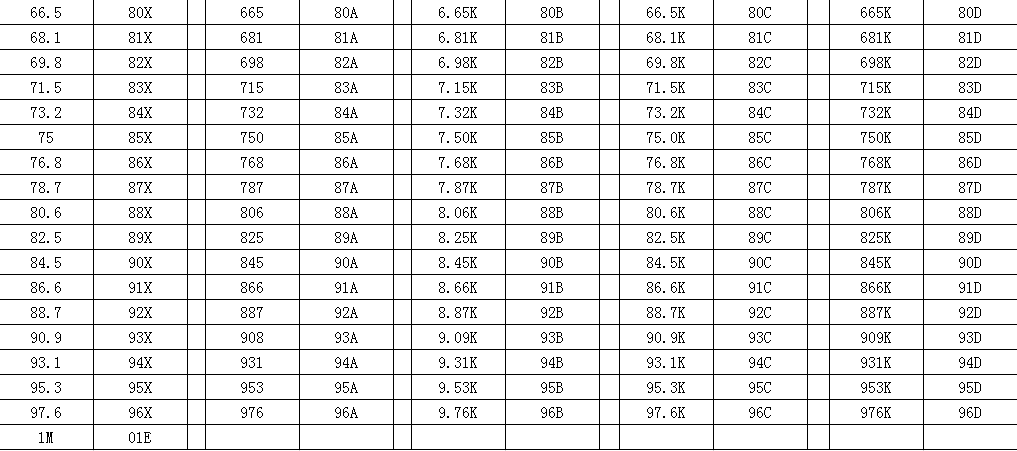 66.5 80X 665 80A 6.65K 80B 66.5K 80C 665K 80D
68.1 81X 681 81A 6.81K 81B 68.1K 81C 681K 81D
69.8 82X 698 82A 6.98K 82B 69.8K 82C 698K 82D
71.5 83X 715 83A 7.15K 83B 71.5K 83C 715K 83D
73.2 84X 732 84A 7.32K 84B 73.2K 84C 732K 84D
75 85X 750 85A 7.50K 85B 75.0K 85C 750K 85D
76.8 86X 768 86A 7.68K 86B 76.8K 86C 768K 86D
78.7 87X 787 87A 7.87K 87B 78.7K 87C 787K 87D
80.6 88X 806 88A 8.06K 88B 80.6K 88C 806K 88D
82.5 89X 825 89A 8.25K 89B 82.5K 89C 825K 89D
84.5 90X 845 90A 8.45K 90B 84.5K 90C 845K 90D
86.6 91X 866 91A 8.66K 91B 86.6K 91C 866K 91D
88.7 92X 887 92A 8.87K 92B 88.7K 92C 887K 92D
90.9 93X 908 93A 9.09K 93B 90.9K 93C 909K 93D
93.1 94X 931 94A 9.31K 94B 93.1K 94C 931K 94D
95.3 95X 953 95A 9.53K 95B 95.3K 95C 953K 95D
97.6 96X 976 96A 9.76K 96B 97.6K 96C 976K 96D
1M 01E